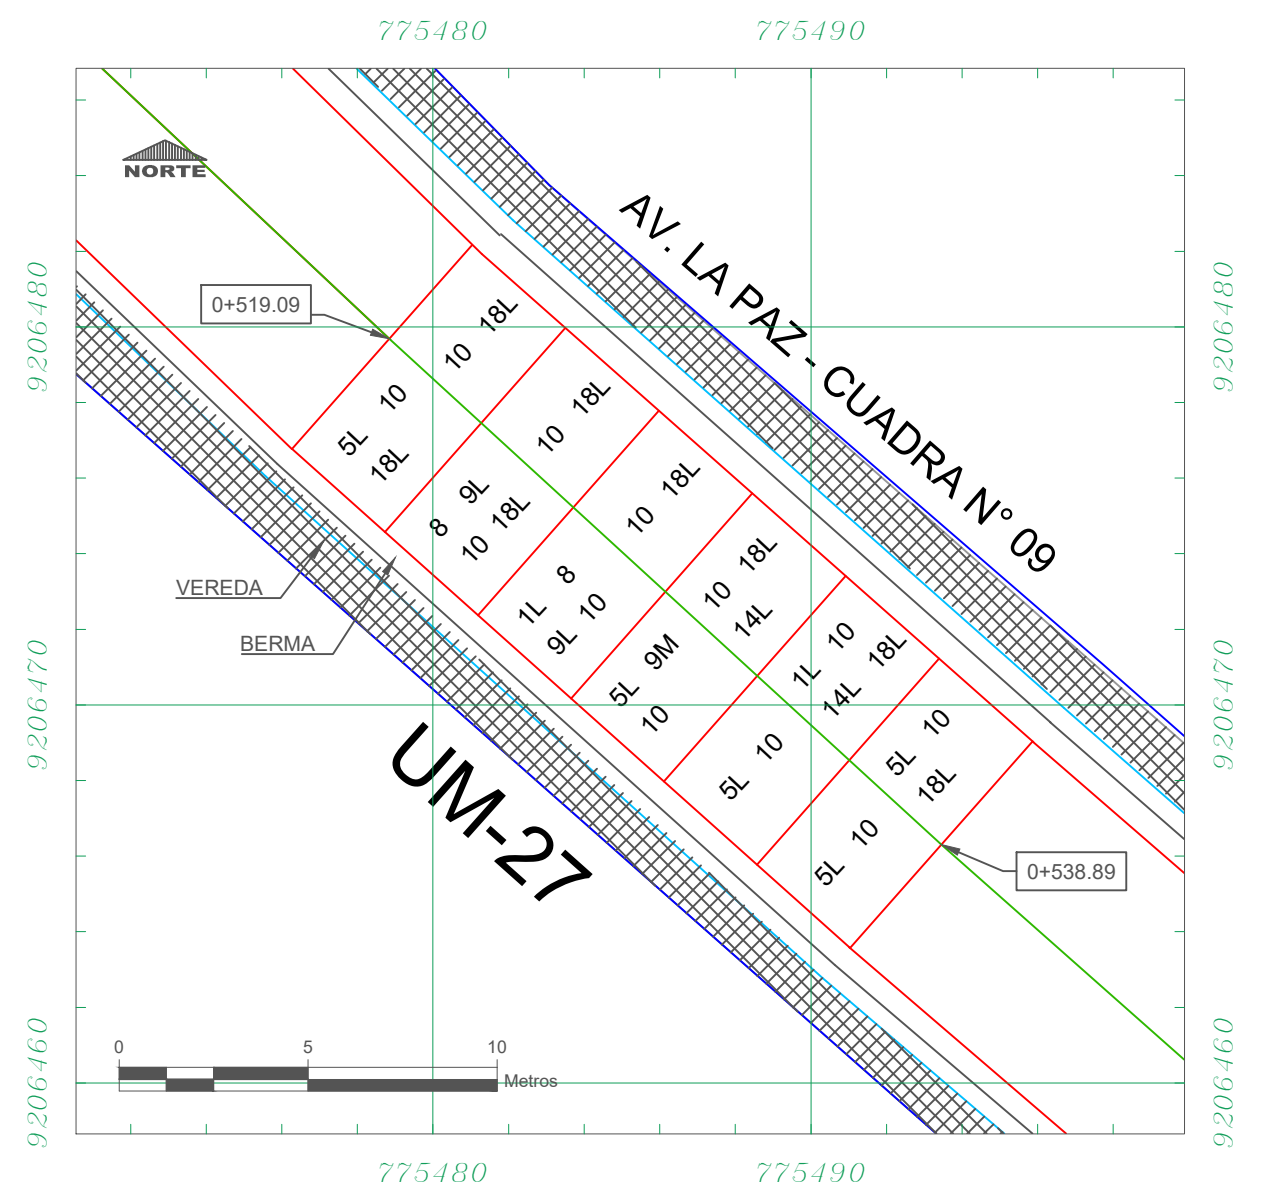 775480
775490
NORTE
AV. LA PAZ - CUADRA N° 09
9206480
9206480
0+519.09
18L
10
10
5L
18L
18L
10
9L
8
18L
10
18L
10
8
1L
10
9L
18L
10
14L
9M
5L
10
10
1L
18L
14L
10
5L
10
5L
18L
10
5L
VEREDA
BERMA
9206470
9206470
UM-27
0+538.89
0
5
10
Metros
9206460
9206460
775480
775490